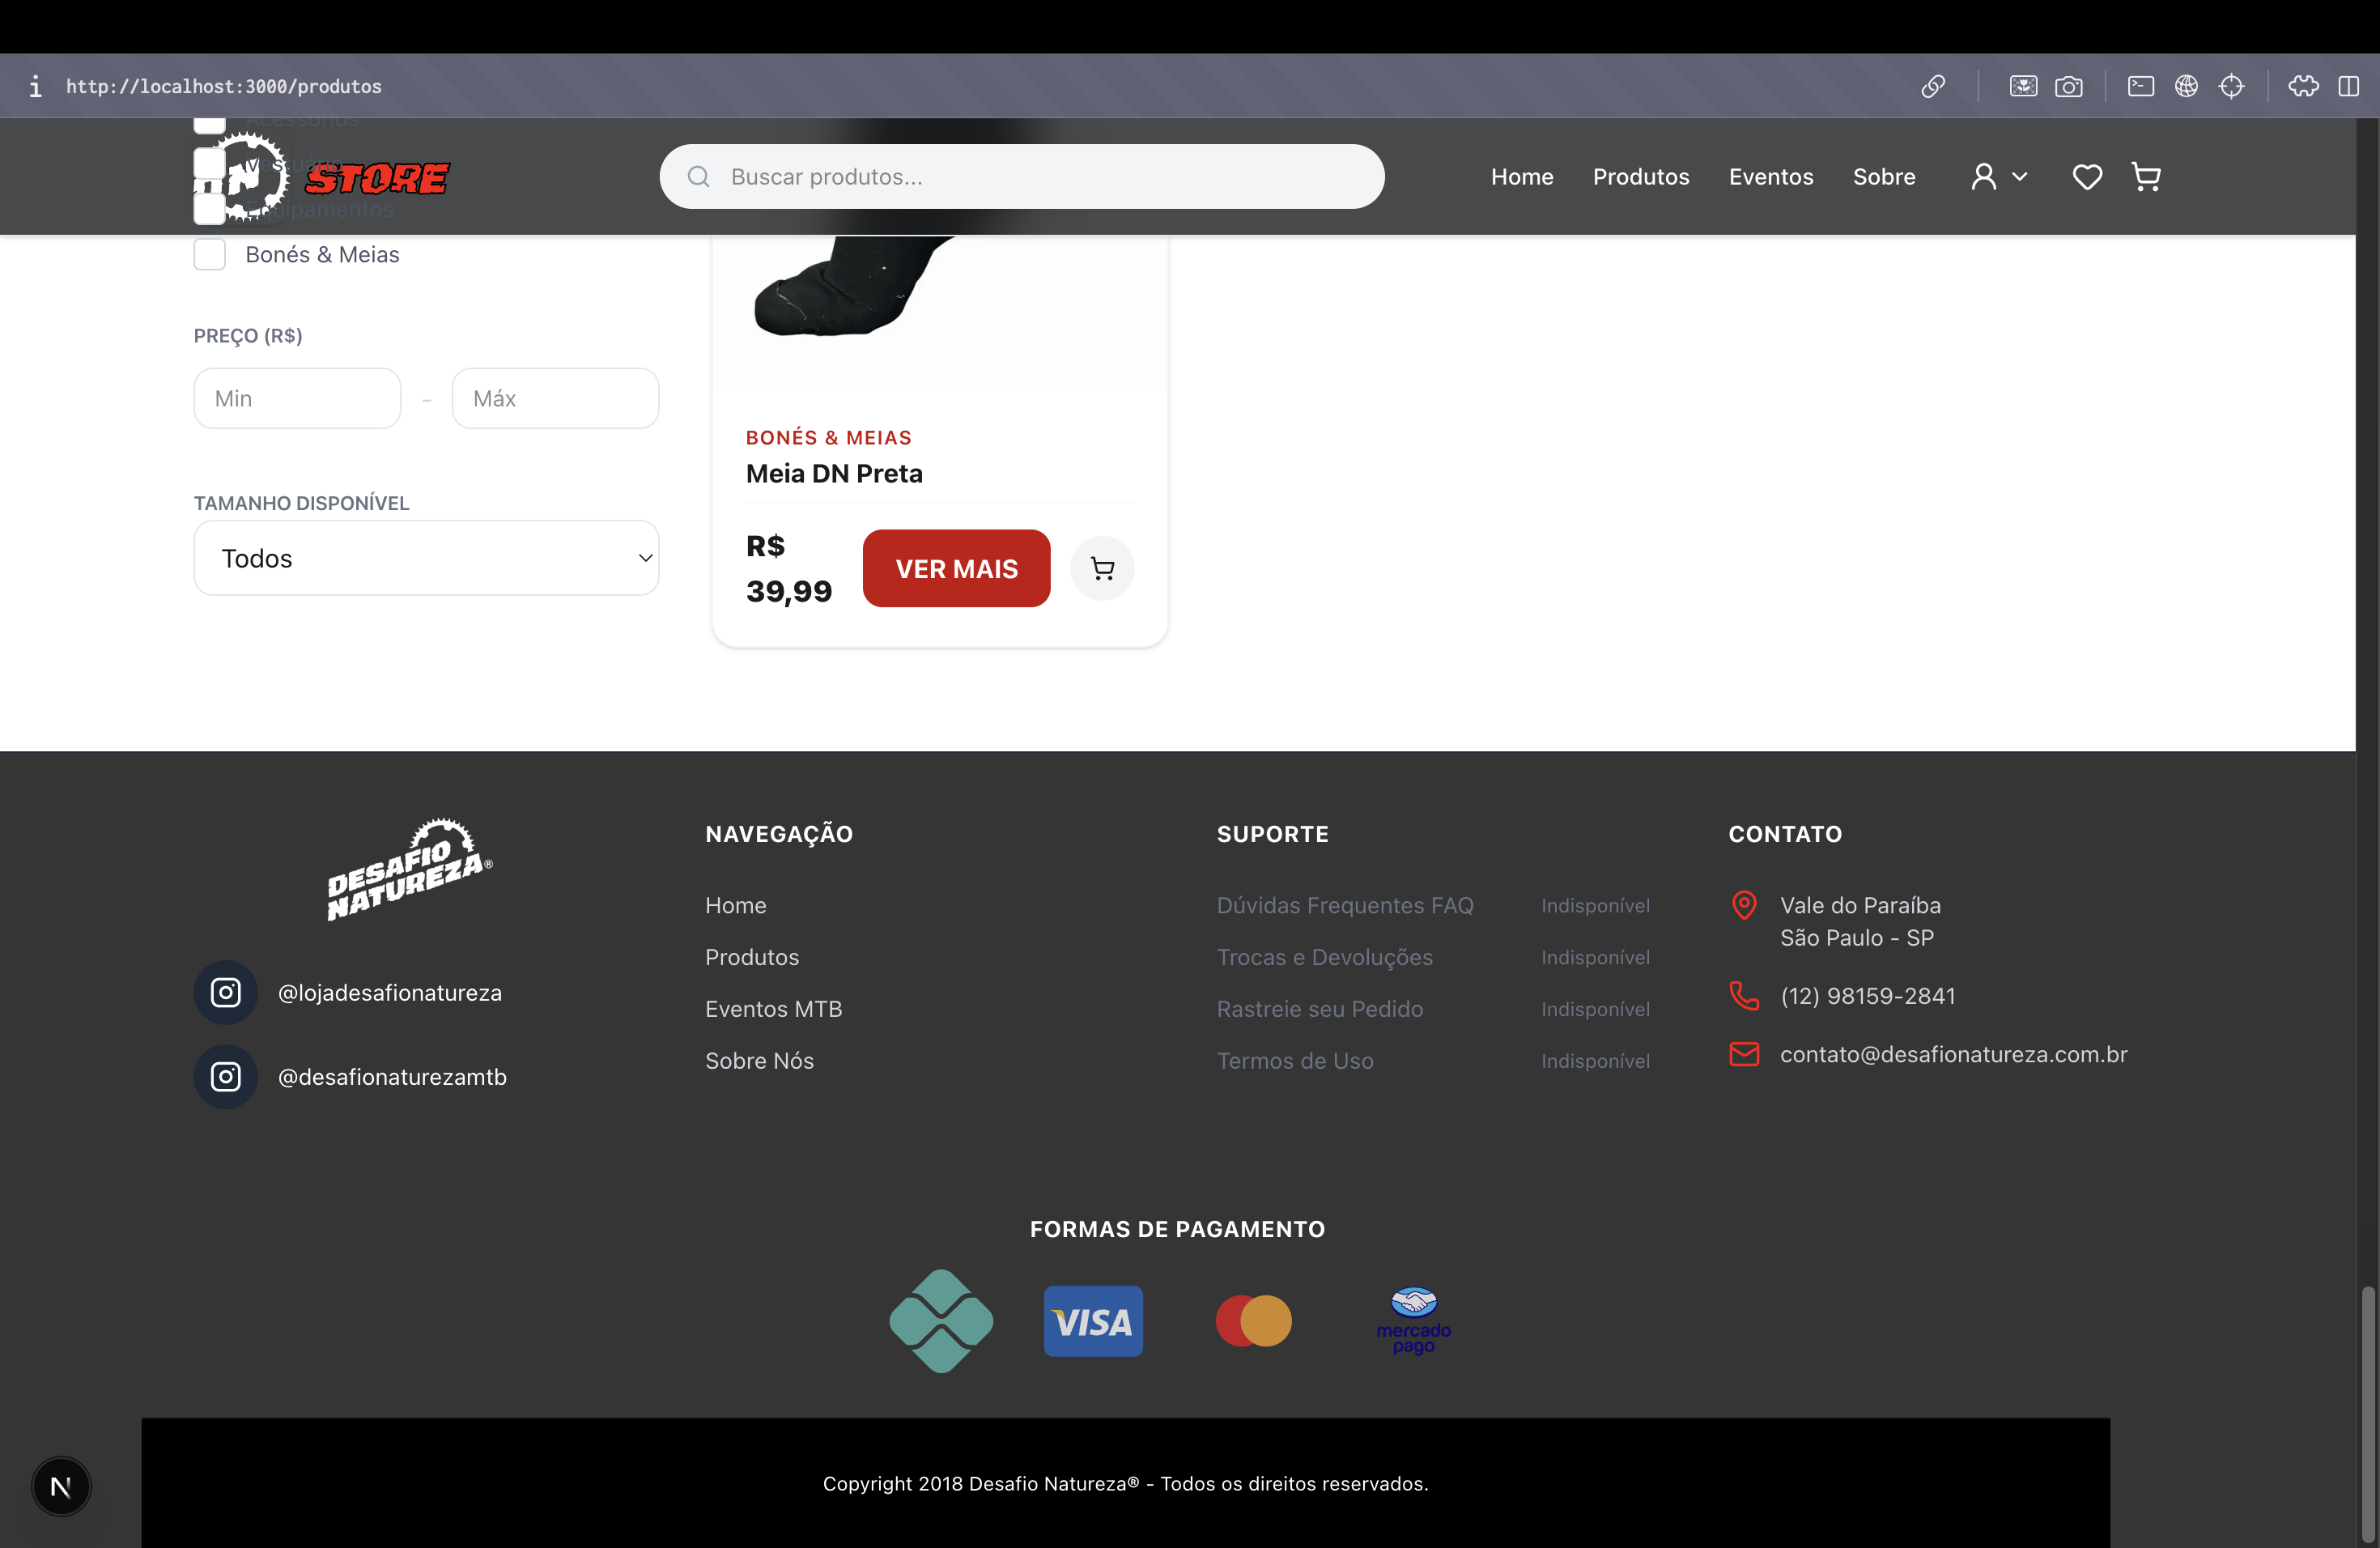 http://localhost:3000/produtos
Acessórios
Vestuário
Equipamentos
DN STORE
Buscar produtos...
Home
Produtos
Eventos
Sobre
Bonés & Meias
PREÇO (R$)
Min
-
Máx
TAMANHO DISPONÍVEL
Todos
BONÉS & MEIAS
Meia DN Preta
R$
39,99
VER MAIS
DESAFIO
NATUREZA®
@lojadesafionatureza
@desafionaturezamtb
NAVEGAÇÃO
Home
Produtos
Eventos MTB
Sobre Nós
SUPORTE
Dúvidas Frequentes FAQ Indisponível
Trocas e Devoluções Indisponível
Rastreie seu Pedido Indisponível
Termos de Uso Indisponível
CONTATO
Vale do Paraíba
São Paulo - SP
(12) 98159-2841
contato@desafionatureza.com.br
FORMAS DE PAGAMENTO
VISA
mercado
pago
N
Copyright 2018 Desafio Natureza® - Todos os direitos reservados.